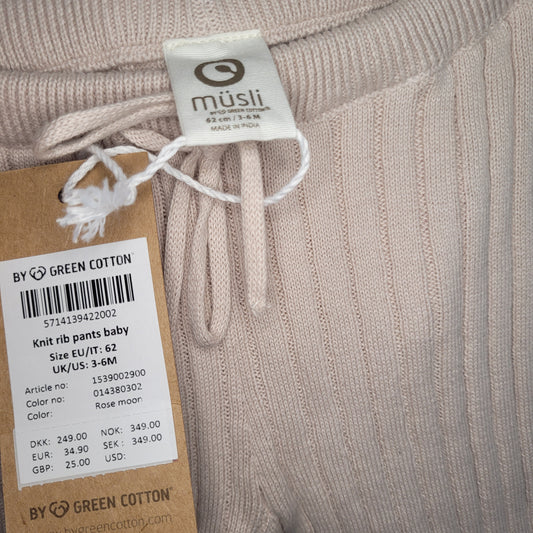 müsli
BY GREEN COTTON
62 cm / 3-6 M
MADE IN INDIA
BY GREEN COTTON
5714139422002
Knit rib pants baby
Size EU/IT: 62
UK/US: 3-6M
Article no: 1539002900
Color no: 014380302
Color: Rose moon
DKK: 249.00 NOK: 349.00
EUR: 34.90 SEK : 349.00
GBP: 25.00 USD:
BY GREEN COTTON
bygreencotton.com